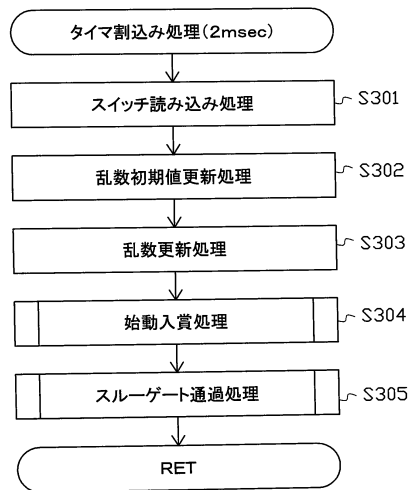 タイマ割込み処理(2msec)
スイッチ読み込み処理
S301
乱数初期値更新処理
S302
乱数更新処理
S303
始動入賞処理
S304
スルーゲート通過処理
S305
RET